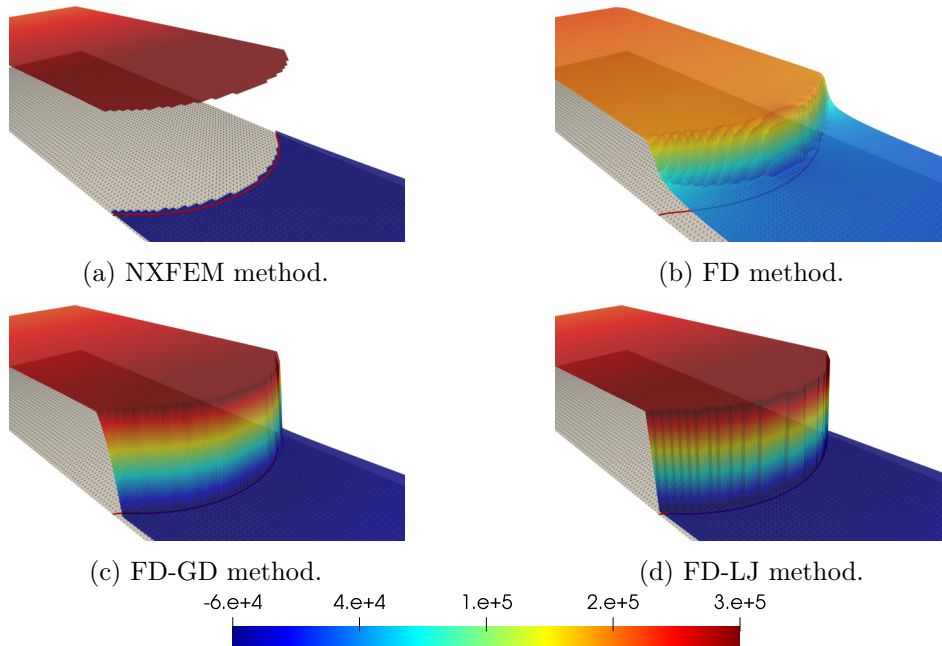 (a) NXFEM method.
(b) FD method.
(c) FD-GD method.
(d) FD-LJ method.
-6.e+4 4.e+4 1.e+5 2.e+5 3.e+5